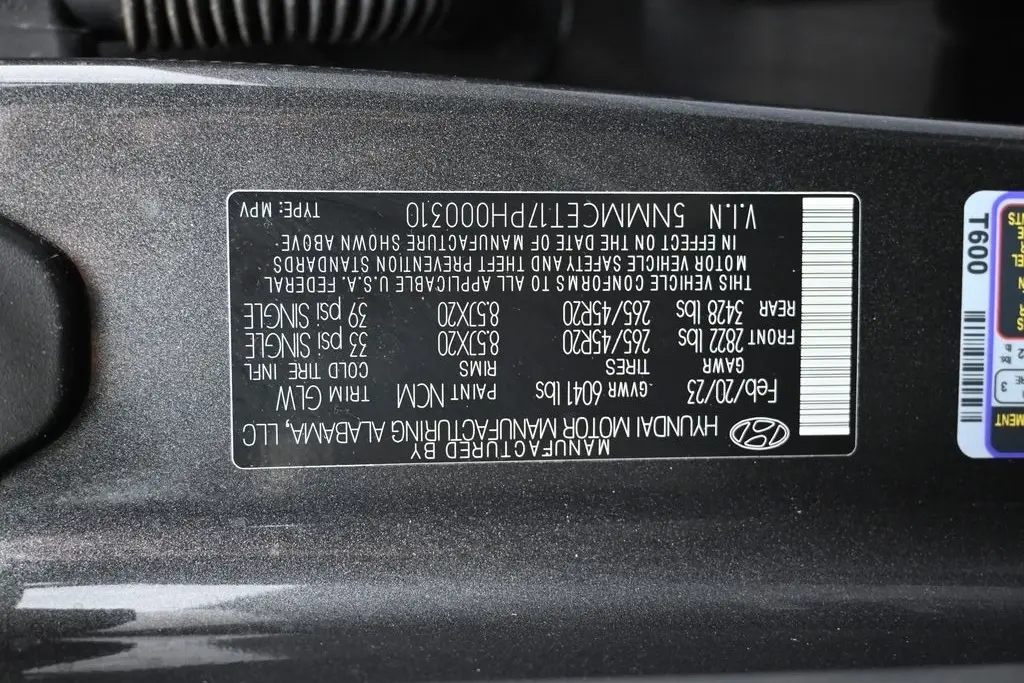 MANUFACTURED BY
HYUNDAI MOTOR MANUFACTURING ALABAMA, LLC
Feb/20/23 GVWR 6041 lbs PAINT NCM TRIM GLW
GAWR TIRES RIMS COLD TIRE INFL
FRONT 2822 lbs 265/45R20 8.5JX20 33 psi SINGLE
REAR 3428 lbs 265/45R20 8.5JX20 39 psi SINGLE
THIS VEHICLE CONFORMS TO ALL APPLICABLE U.S.A. FEDERAL
MOTOR VEHICLE SAFETY AND THEFT PREVENTION STANDARDS
IN EFFECT ON THE DATE OF MANUFACTURE SHOWN ABOVE
V.I.N 5NMMCET17PH000310 TYPE: MPV
T600